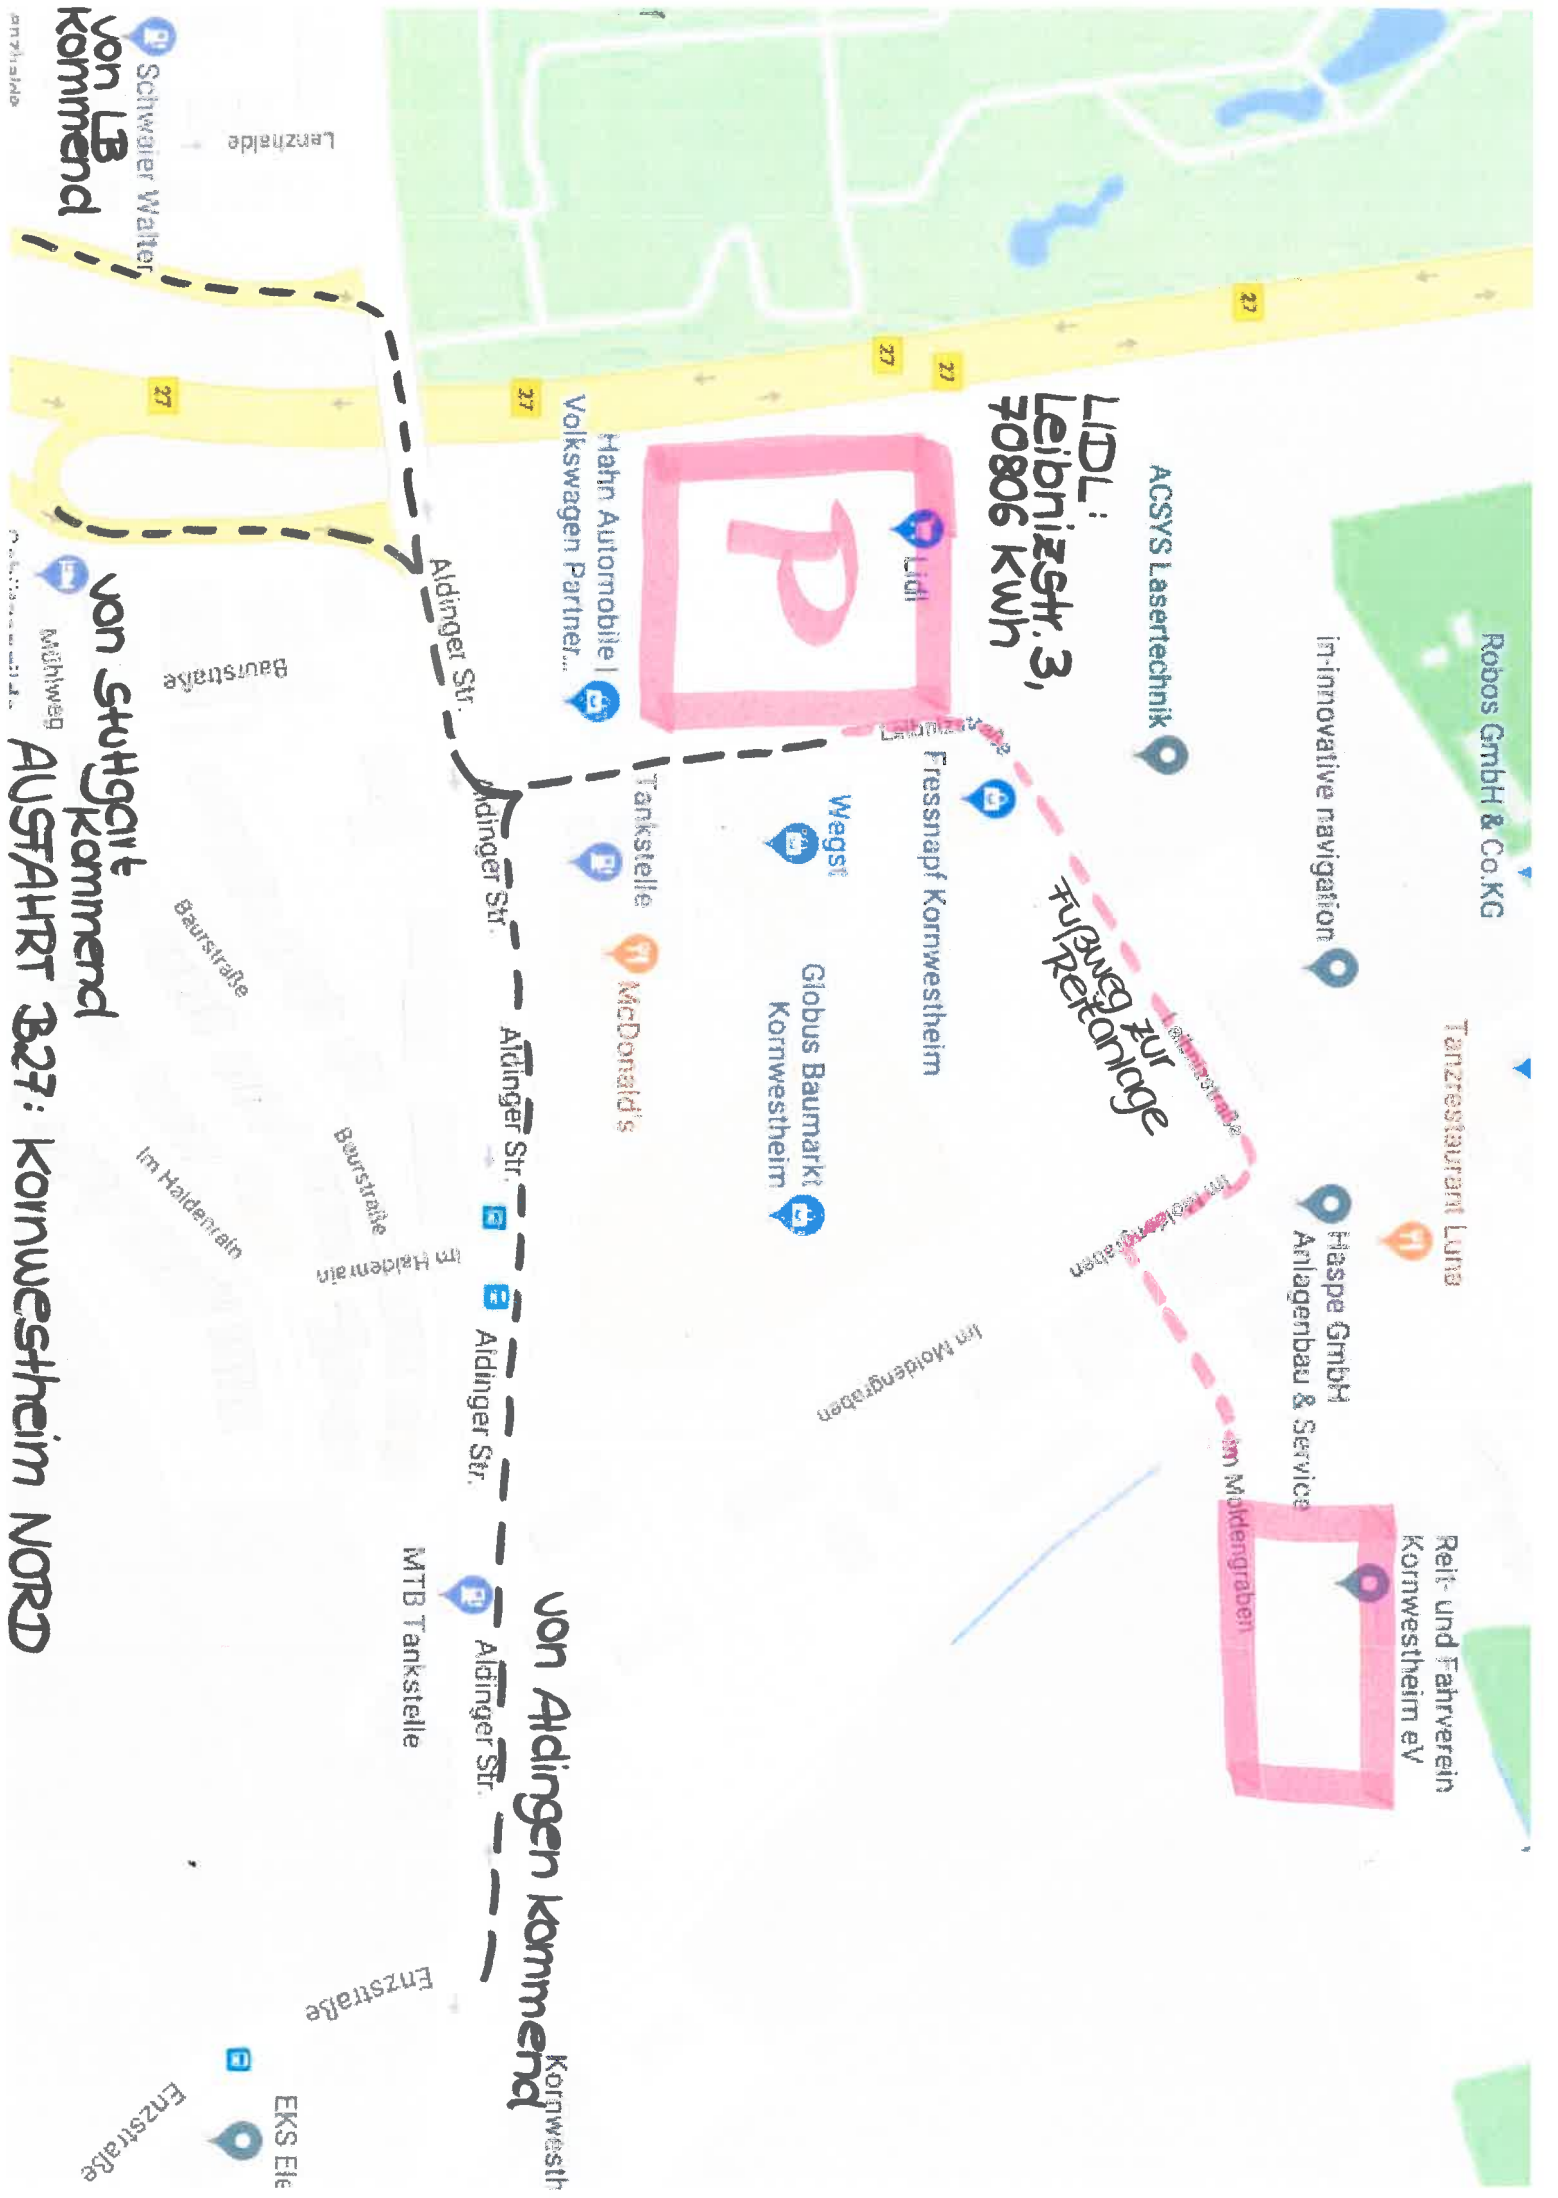 Robos GmbH & Co.KG
Tanzrestaurant Luna
Reit- und Fahrverein
Kornwestheim eV
in-innovative navigation
Haspe GmbH
Anlagenbau & Service
ACSYS Lasertechnik
Leibnizstraße
Im Moldengraben
Im Moldengraben
27
LIDL:
Leibnizstr. 3,
70806 KWh
Fußweg zur
Reitanlage
27
27
Lidl
Leibnizstraße
Fressnapf Kornwestheim
Im Moldengraben
P
Wegst
Globus Baumarkt
Kornwestheim
Hahn Automobile |
Volkswagen Partner...
Tankstelle
McDonald's
27
von Aldingen kommend
Kornwesth
Aldinger Str.
Aldinger Str.
Aldinger Str.
Aldinger Str.
Aldinger Str.
MTB Tankstelle
Lenzhalde
Baurstraße
Baurstraße
Baurstraße
Im Haldenrain
Im Haldenrain
Enzstraße
EKS Ele
Enzstraße
Schwaier Walter
27
von LB
kommend
von Stuttgart
kommend
Mühlweg
AUSFAHRT B27: Kornwestheim NORD